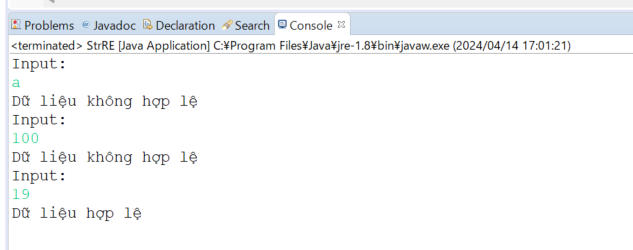 Problems Javadoc Declaration Search Console
<terminated> StrRE [Java Application] C:¥Program Files¥Java¥jre-1.8¥bin¥javaw.exe (2024/04/14 17:01:21)
Input:
a
Dữ liệu không hợp lệ
Input:
100
Dữ liệu không hợp lệ
Input:
19
Dữ liệu hợp lệ